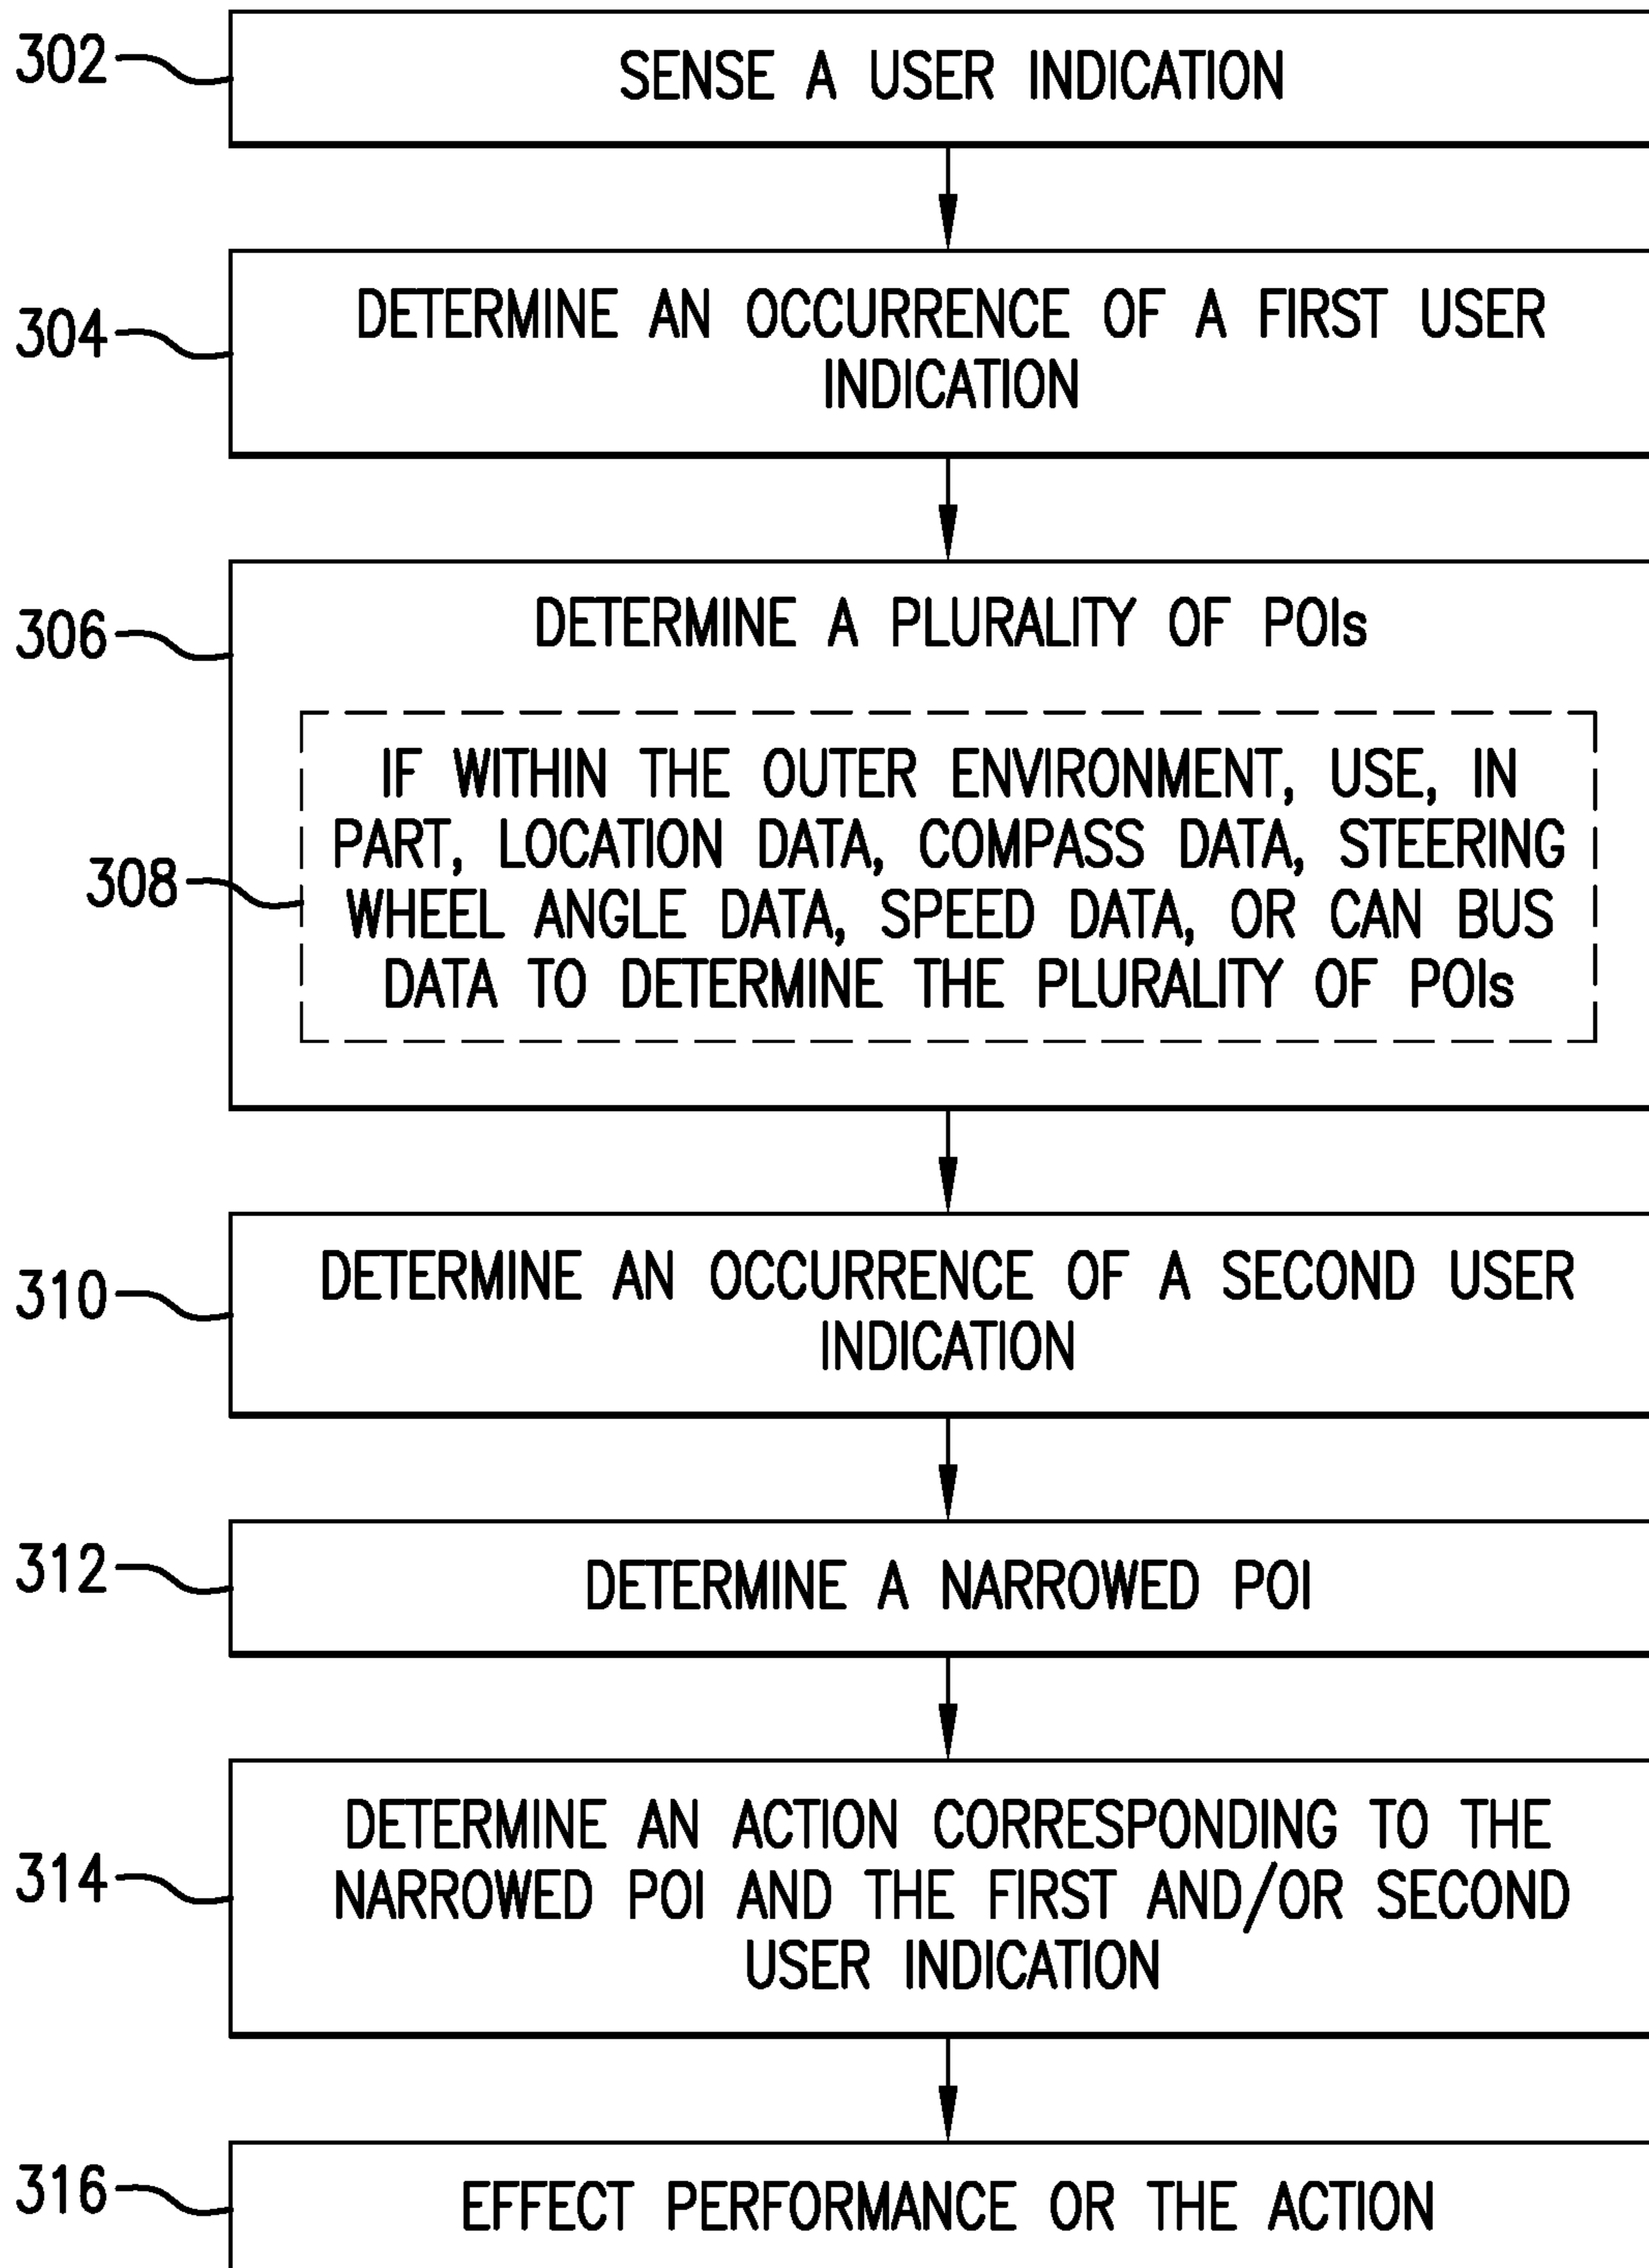 302
SENSE A USER INDICATION
304
DETERMINE AN OCCURRENCE OF A FIRST USER
INDICATION
306
DETERMINE A PLURALITY OF POIs
308
IF WITHIN THE OUTER ENVIRONMENT, USE, IN
PART, LOCATION DATA, COMPASS DATA, STEERING
WHEEL ANGLE DATA, SPEED DATA, OR CAN BUS
DATA TO DETERMINE THE PLURALITY OF POIs
310
DETERMINE AN OCCURRENCE OF A SECOND USER
INDICATION
312
DETERMINE A NARROWED POI
314
DETERMINE AN ACTION CORRESPONDING TO THE
NARROWED POI AND THE FIRST AND/OR SECOND
USER INDICATION
316
EFFECT PERFORMANCE OR THE ACTION